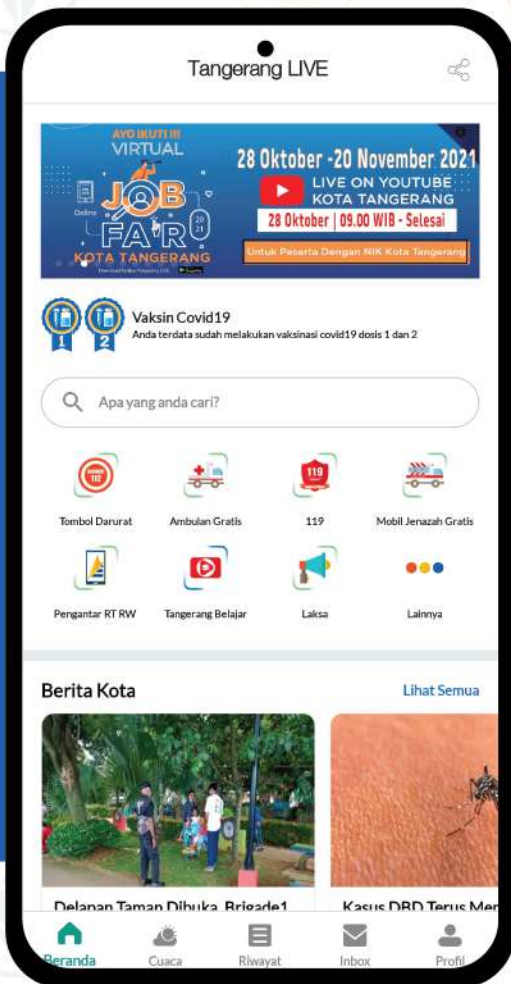 Tangerang LIVE
AYO IKUTI !!!
VIRTUAL
Online
JOB
FAIR
20
21
KOTA TANGERANG
28 Oktober -20 November 2021
LIVE ON YOUTUBE
KOTA TANGERANG
28 Oktober | 09.00 WIB - Selesai
Untuk Peserta Dengan NIK Kota Tangerang
1
2
Vaksin Covid19
Anda terdata sudah melakukan vaksinasi covid19 dosis 1 dan 2
Apa yang anda cari?
112
119
Tombol Darurat
Ambulan Gratis
119
Mobil Jenazah Gratis
Pengantar RT RW
Tangerang Belajar
Laksa
Lainnya
Berita Kota
Lihat Semua
Delapan Taman Dibuka, Brigade1
Kasus DBD Terus Mer
Beranda
Cuaca
Riwayat
Inbox
Profil